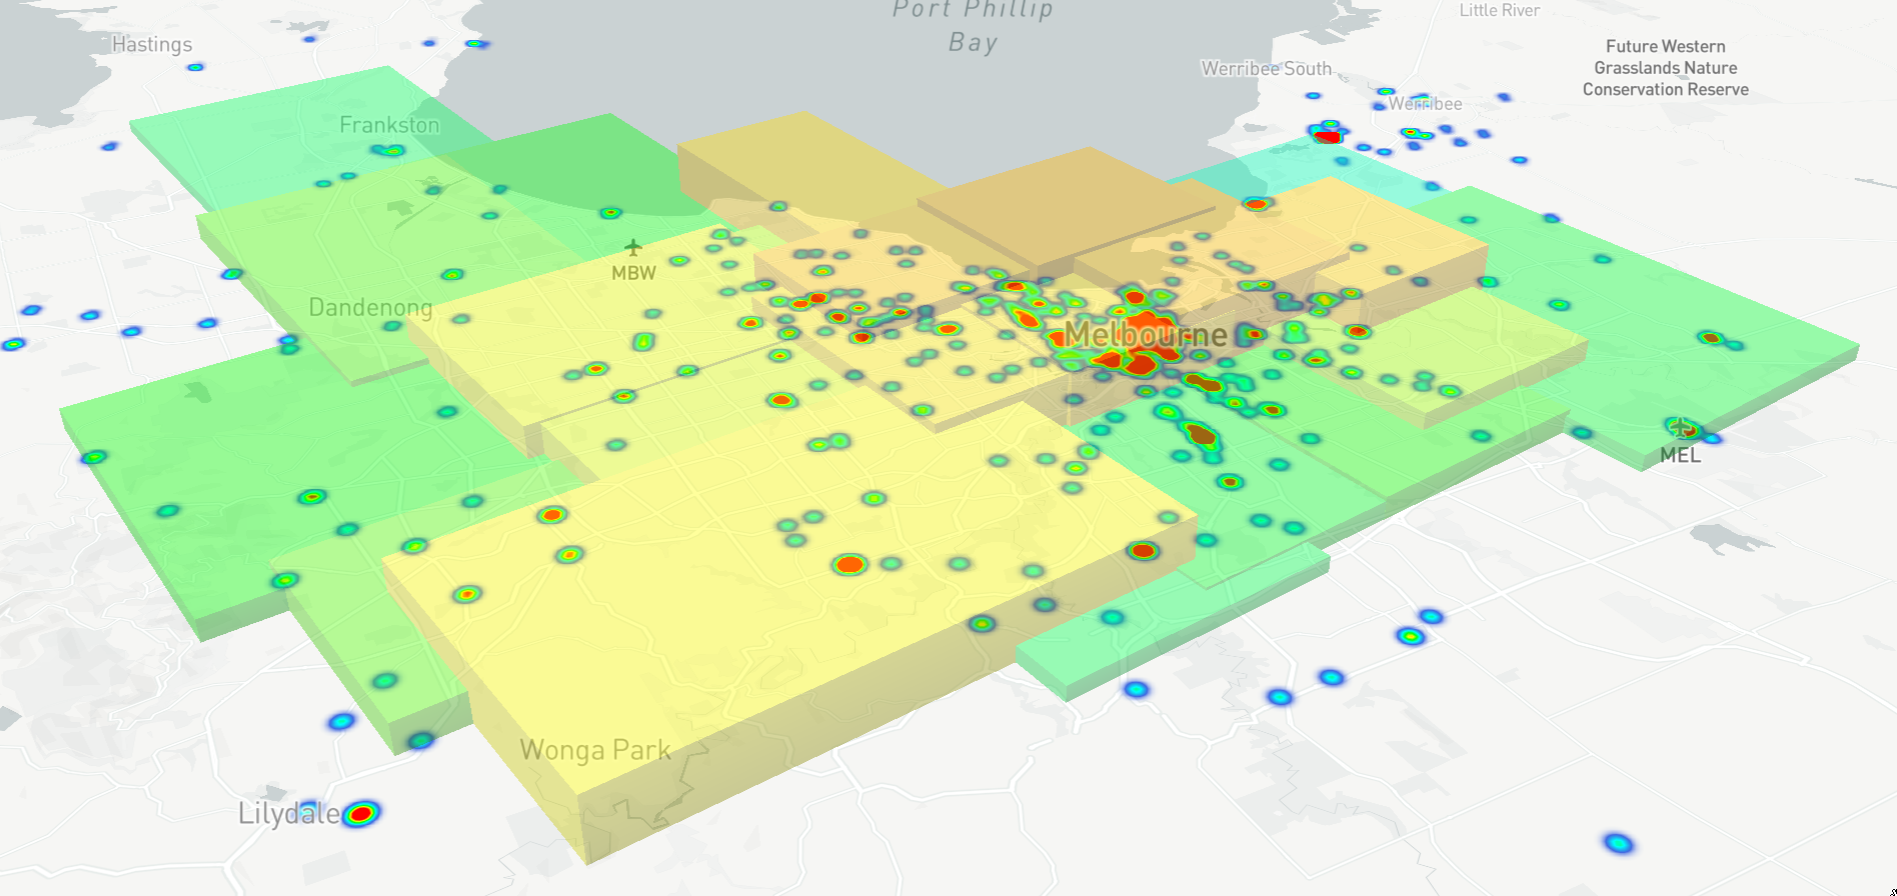 Port Phillip
Bay
Little River
Hastings
Future Western
Grasslands Nature
Conservation Reserve
Werribee South
Werribee
Frankston
MBW
Dandenong
Melbourne
MEL
Wonga Park
Lilydale